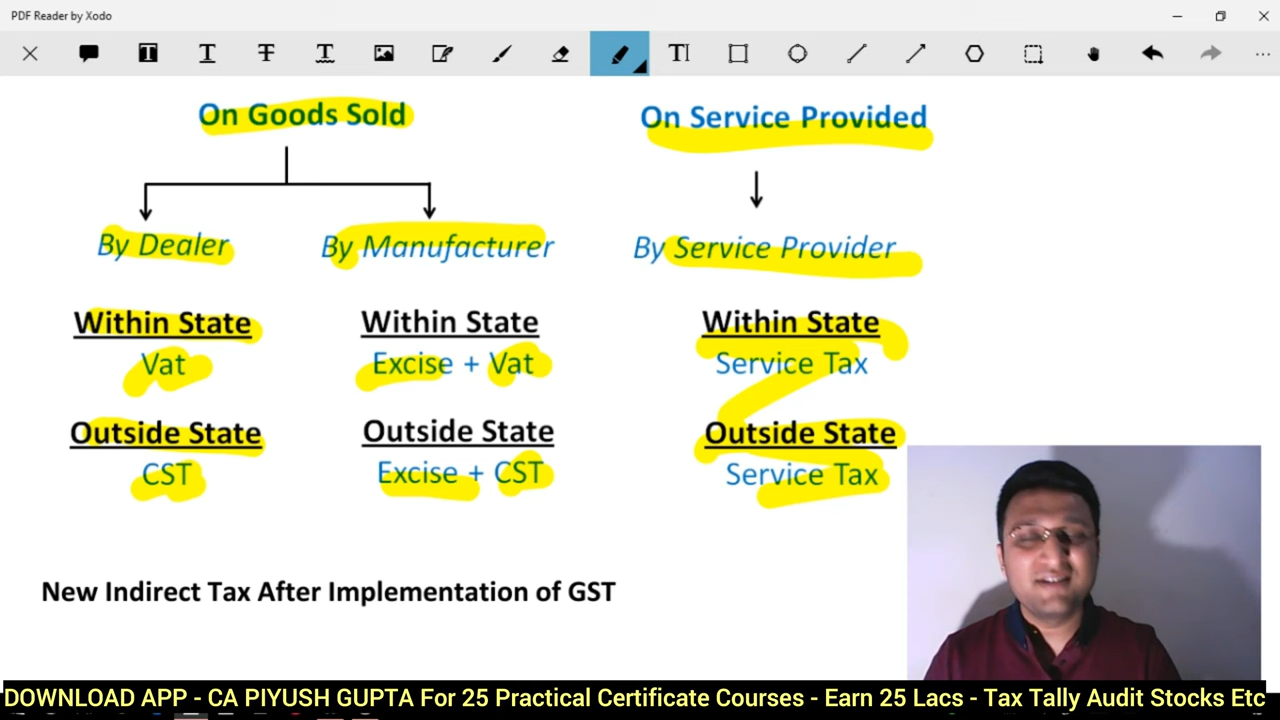 PDF Reader by Xodo
On Goods Sold
On Service Provided
By Dealer
By Manufacturer
By Service Provider
Within State
Within State
Within State
Vat
Excise + Vat
Service Tax
Outside State
Outside State
Outside State
CST
Excise + CST
Service Tax
New Indirect Tax After Implementation of GST
DOWNLOAD APP - CA PIYUSH GUPTA For 25 Practical Certificate Courses - Earn 25 Lacs - Tax Tally Audit Stocks Etc